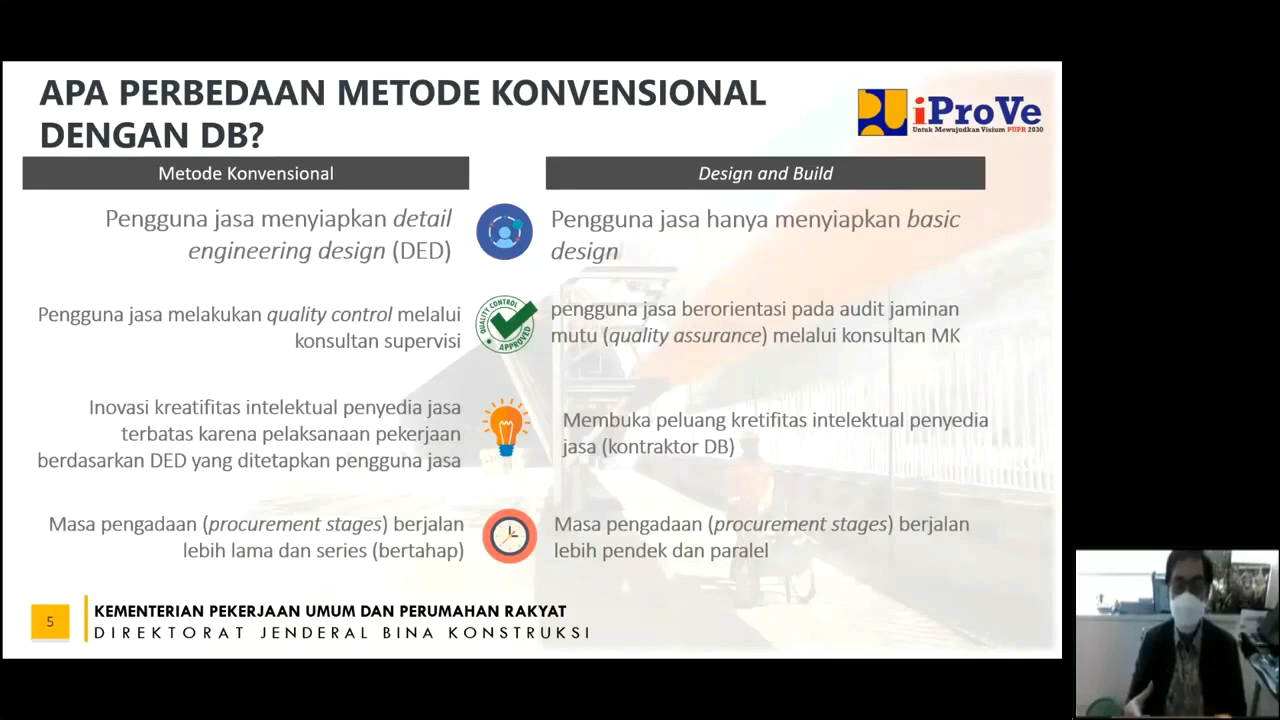 APA PERBEDAAN METODE KONVENSIONAL
DENGAN DB?
iProVe
Untuk Mewujudkan Visium PUPR 2030
Metode Konvensional
Design and Build
Pengguna jasa menyiapkan detail
engineering design (DED)
Pengguna jasa hanya menyiapkan basic
design
Pengguna jasa melakukan quality control melalui
konsultan supervisi
QUALITY CONTROL
APPROVED
pengguna jasa berorientasi pada audit jaminan
mutu (quality assurance) melalui konsultan MK
Inovasi kreatifitas intelektual penyedia jasa
terbatas karena pelaksanaan pekerjaan
berdasarkan DED yang ditetapkan pengguna jasa
Membuka peluang kretifitas intelektual penyedia
jasa (kontraktor DB)
Masa pengadaan (procurement stages) berjalan
lebih lama dan series (bertahap)
Masa pengadaan (procurement stages) berjalan
lebih pendek dan paralel
5
KEMENTERIAN PEKERJAAN UMUM DAN PERUMAHAN RAKYAT
DIREKTORAT JENDERAL BINA KONSTRUKSI